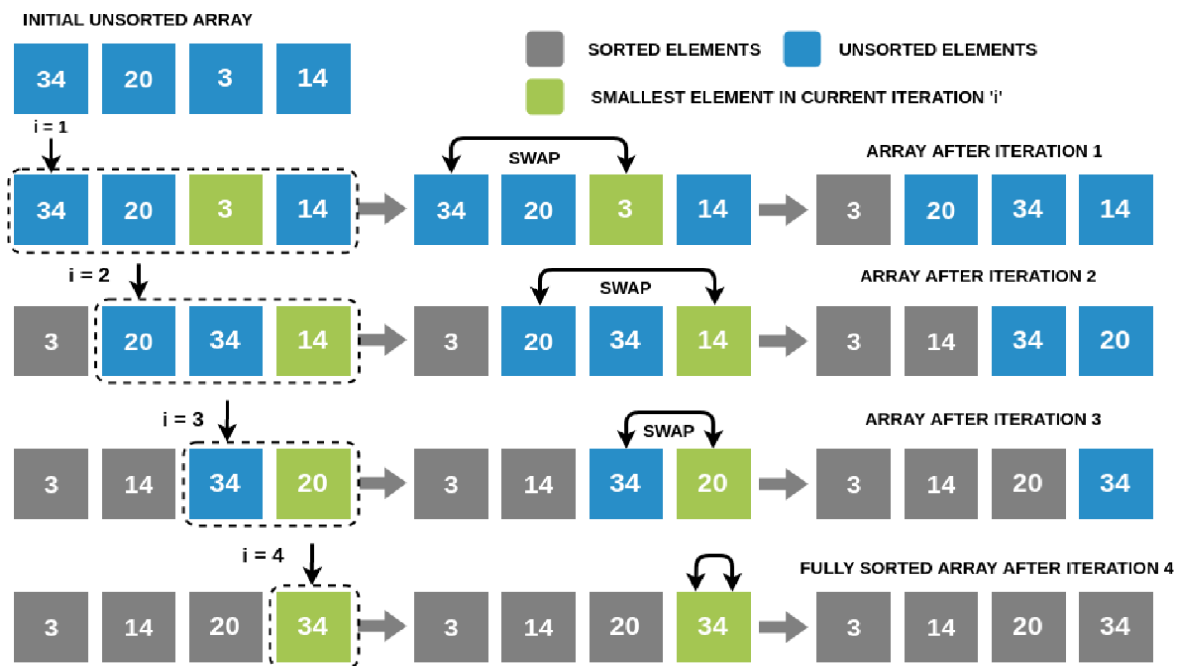 INITIAL UNSORTED ARRAY
34 20 3 14
SORTED ELEMENTS
UNSORTED ELEMENTS
SMALLEST ELEMENT IN CURRENT ITERATION 'i'
i = 1
34 20 3 14
SWAP
34 20 3 14
ARRAY AFTER ITERATION 1
3 20 34 14
i = 2
3 20 34 14
SWAP
3 20 34 14
ARRAY AFTER ITERATION 2
3 14 34 20
i = 3
3 14 34 20
SWAP
3 14 34 20
ARRAY AFTER ITERATION 3
3 14 20 34
i = 4
3 14 20 34
3 14 20 34
FULLY SORTED ARRAY AFTER ITERATION 4
3 14 20 34